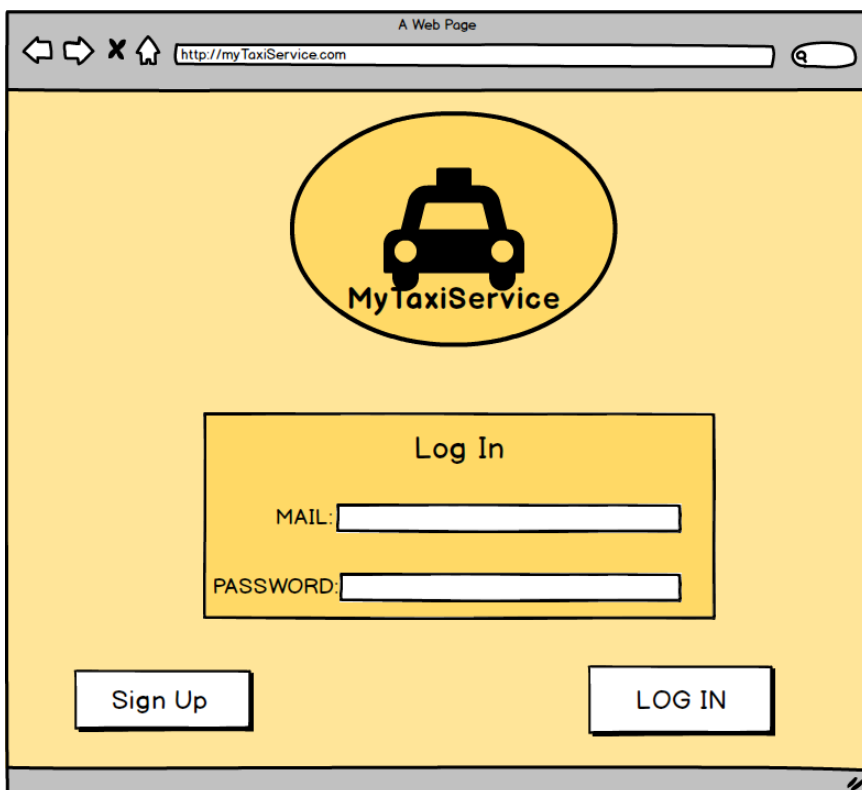 A Web Page
http://myTaxiService.com
MyTaxiService
Log In
MAIL:
PASSWORD:
Sign Up
LOG IN